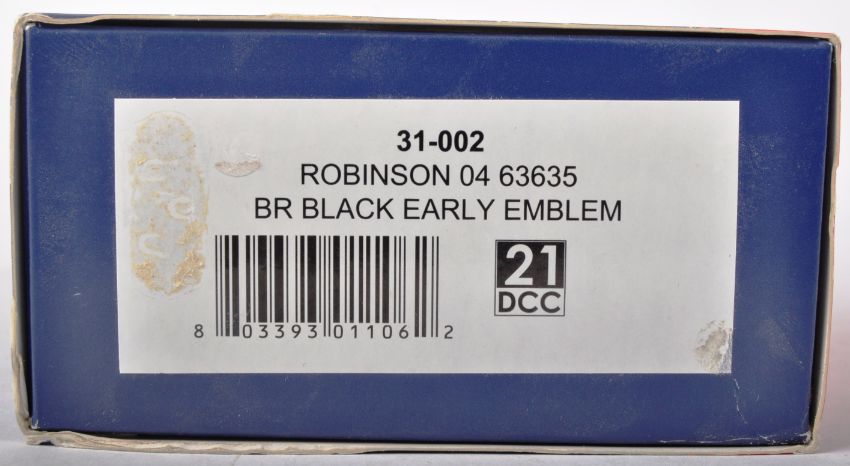 31-002
ROBINSON 04 63635
BR BLACK EARLY EMBLEM
21
DCC
8 03393 01106 2